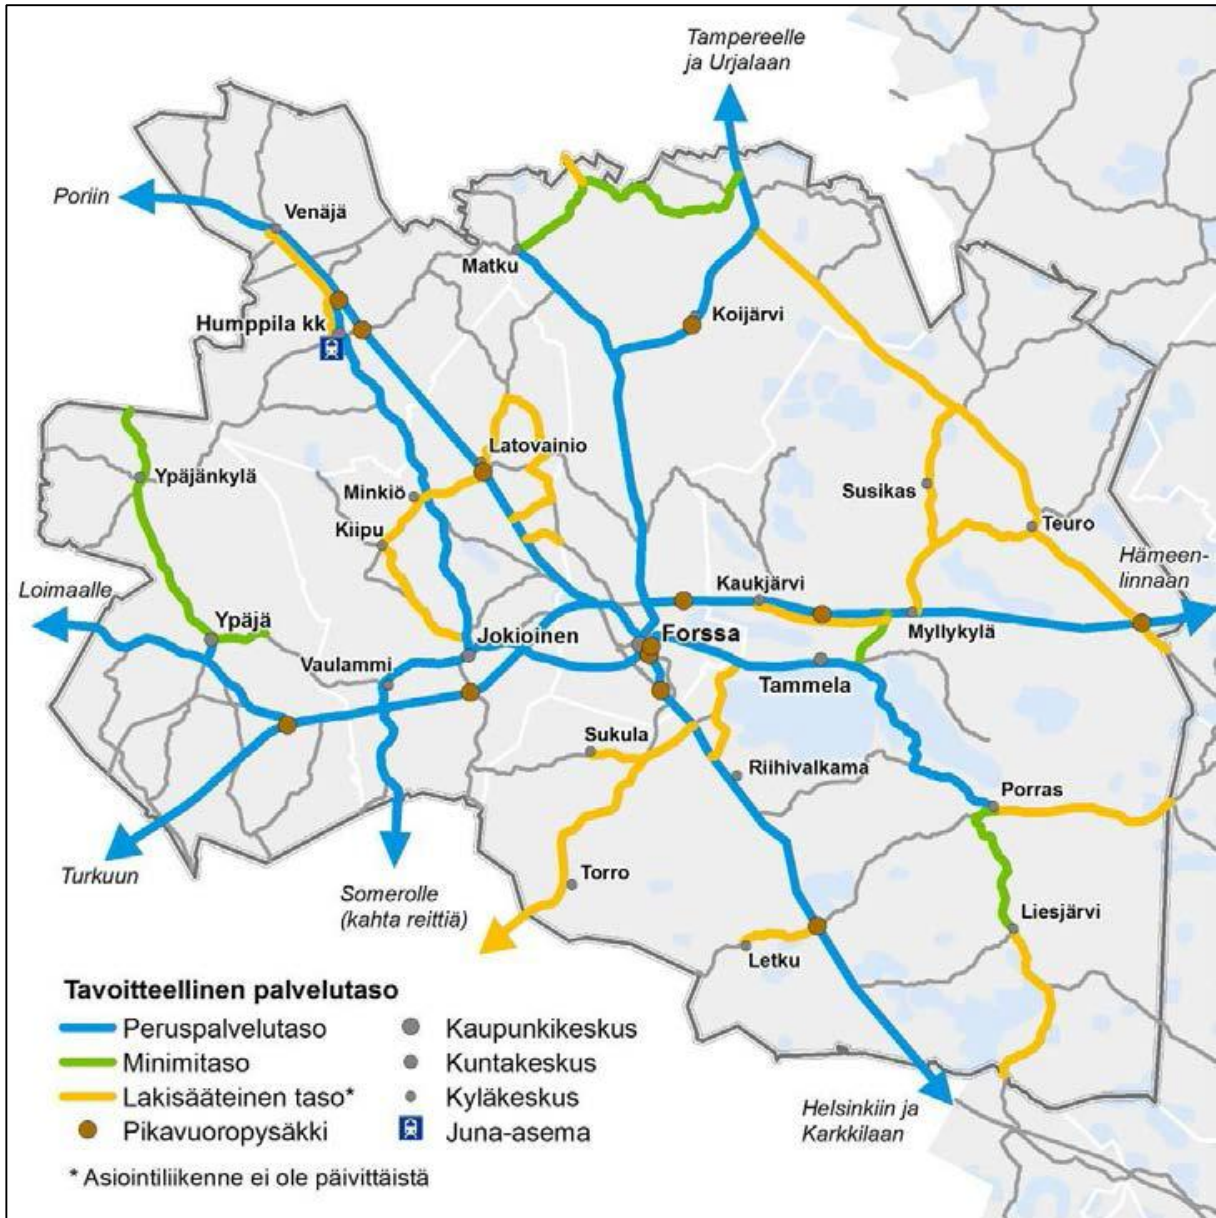 Tampereelle
ja Urjalaan
Poriin
Venäjä
Matku
Humppila kk
Koijärvi
Latovainio
Ypäjänkylä
Minkiö
Susikas
Kiipu
Teuro
Hämeen-
linnaan
Loimaalle
Kaukjärvi
Ypäjä
Jokioinen
Forssa
Myllykylä
Vaulammi
Tammela
Sukula
Riihivalkama
Porras
Turkuun
Somerolle
(kahta reittiä)
Torro
Liesjärvi
Letku
Helsinkiin ja
Karkkilaan
Tavoitteellinen palvelutaso
Peruspalvelutaso
Minimitaso
Lakisääteinen taso*
Pikavuoropysäkki
Kaupunkikeskus
Kuntakeskus
Kyläkeskus
Juna-asema
* Asiointiliikenne ei ole päivittäistä